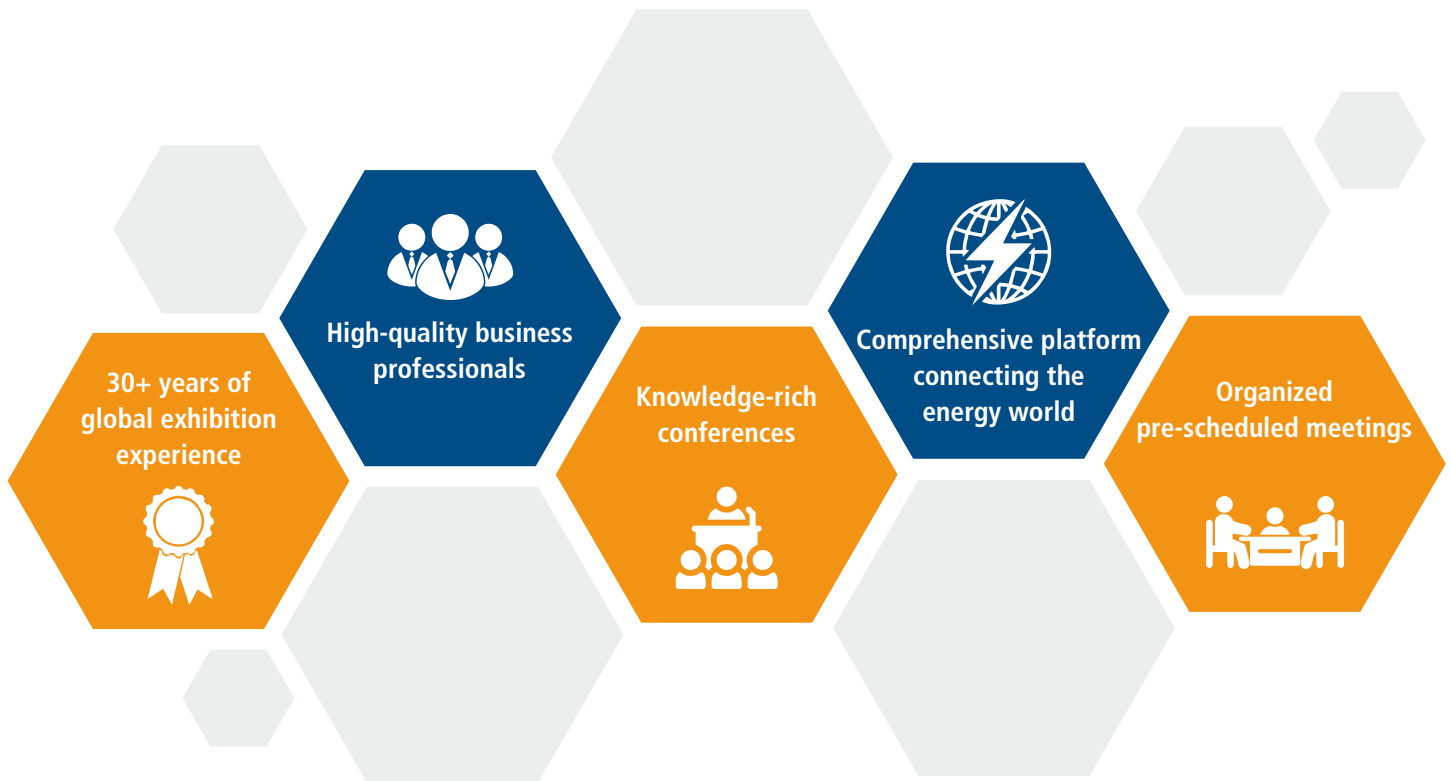 30+ years of
global exhibition
experience
High-quality business
professionals
Knowledge-rich
conferences
Comprehensive platform
connecting the
energy world
Organized
pre-scheduled meetings